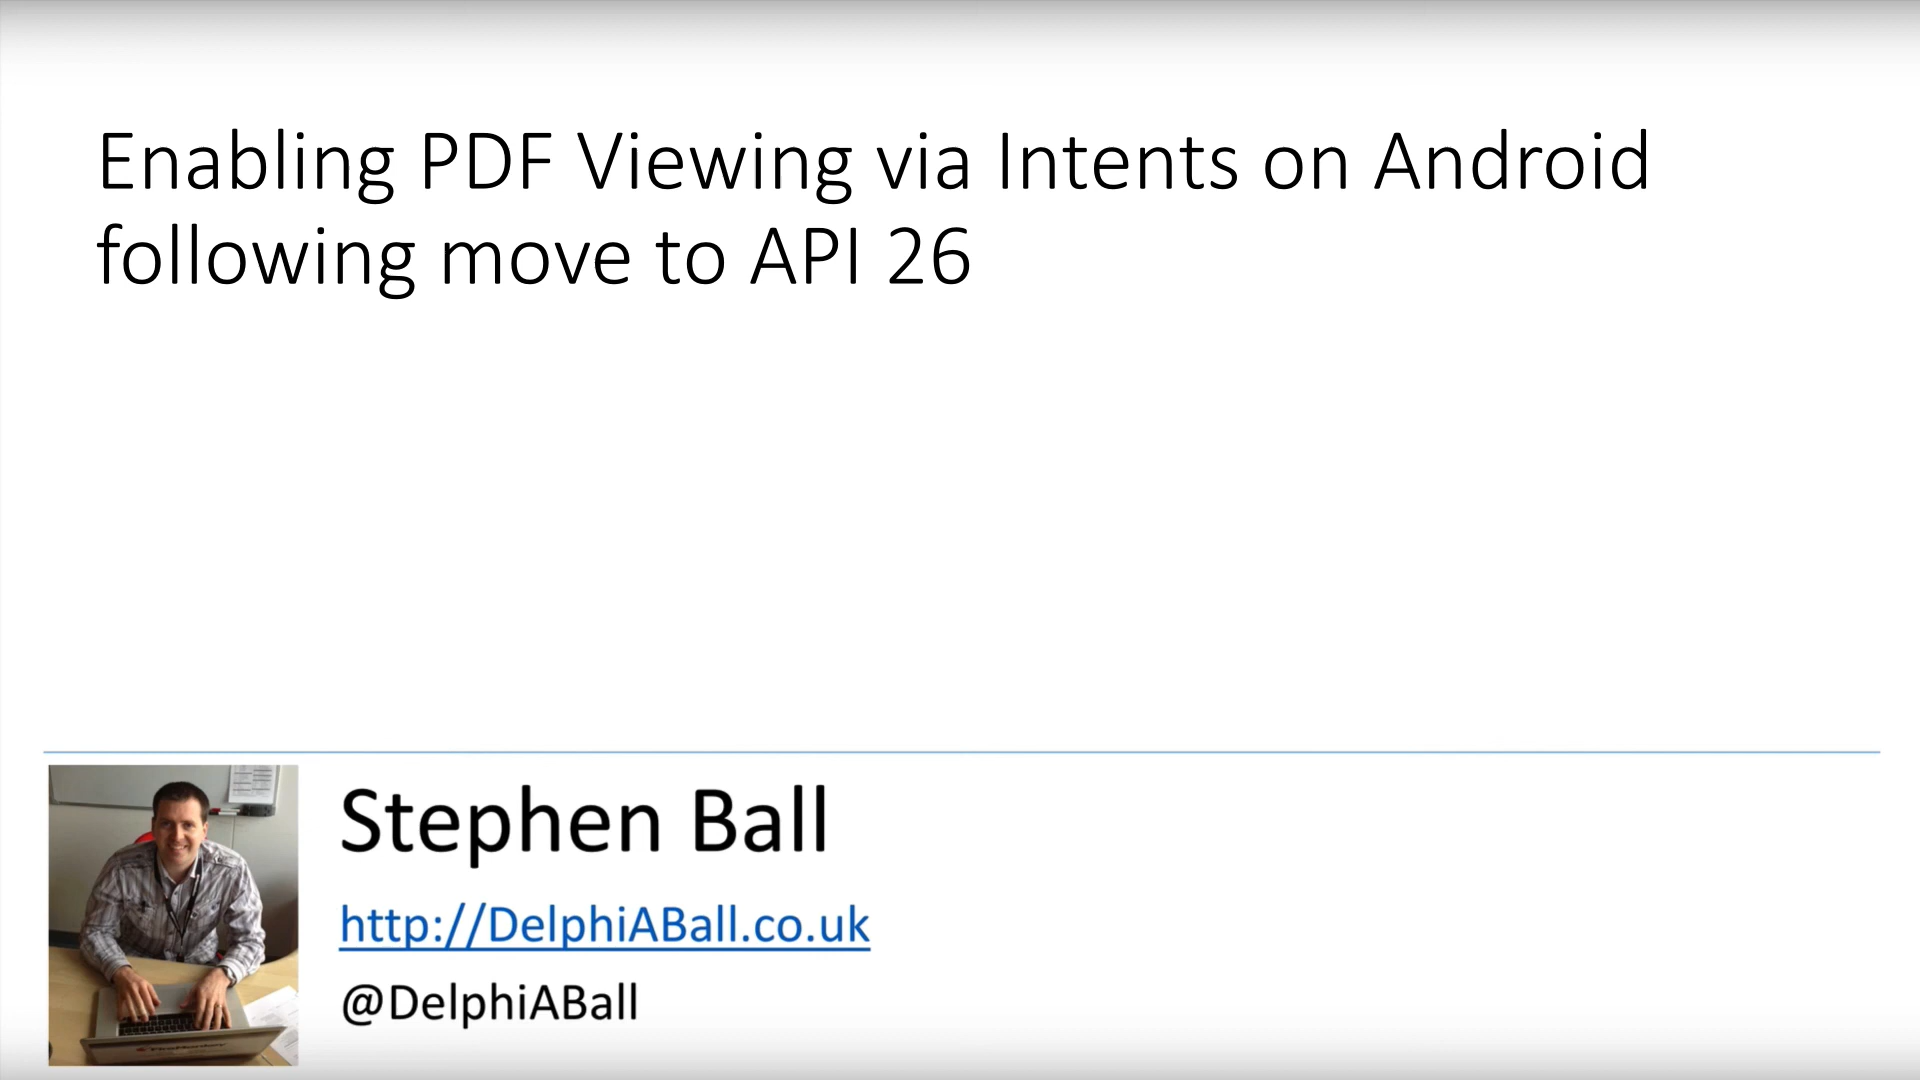 Enabling PDF Viewing via Intents on Android
following move to API 26
Stephen Ball
http://DelphiABall.co.uk
@DelphiABall